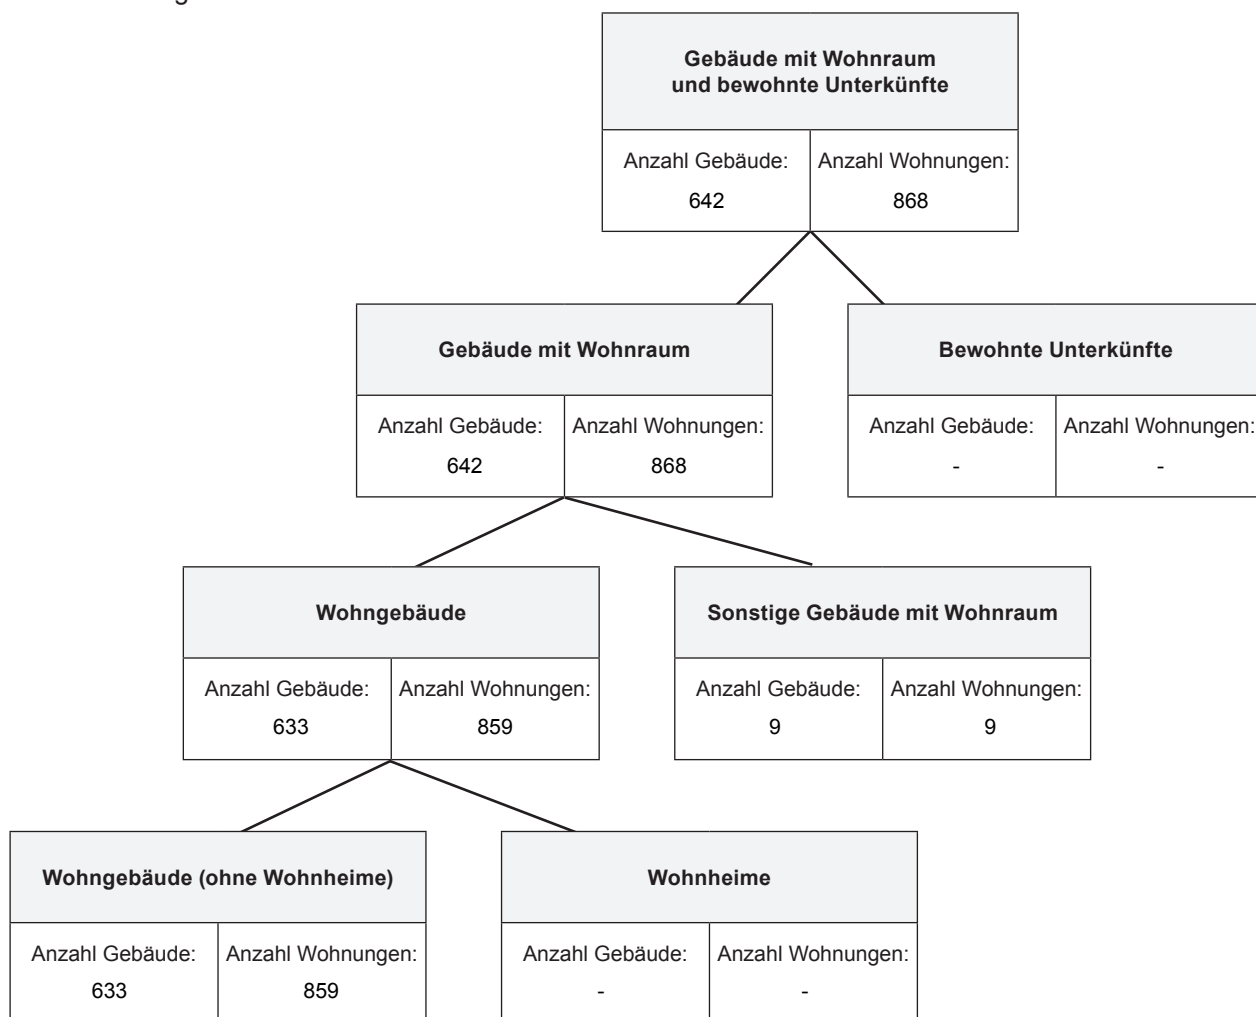 Gebäude mit Wohnraum
und bewohnte Unterkünfte
Anzahl Gebäude: Anzahl Wohnungen:
642 868
Gebäude mit Wohnraum
Anzahl Gebäude: Anzahl Wohnungen:
642 868
Bewohnte Unterkünfte
Anzahl Gebäude: Anzahl Wohnungen:
- -
Wohngebäude
Anzahl Gebäude: Anzahl Wohnungen:
633 859
Sonstige Gebäude mit Wohnraum
Anzahl Gebäude: Anzahl Wohnungen:
9 9
Wohngebäude (ohne Wohnheime)
Anzahl Gebäude: Anzahl Wohnungen:
633 859
Wohnheime
Anzahl Gebäude: Anzahl Wohnungen:
- -